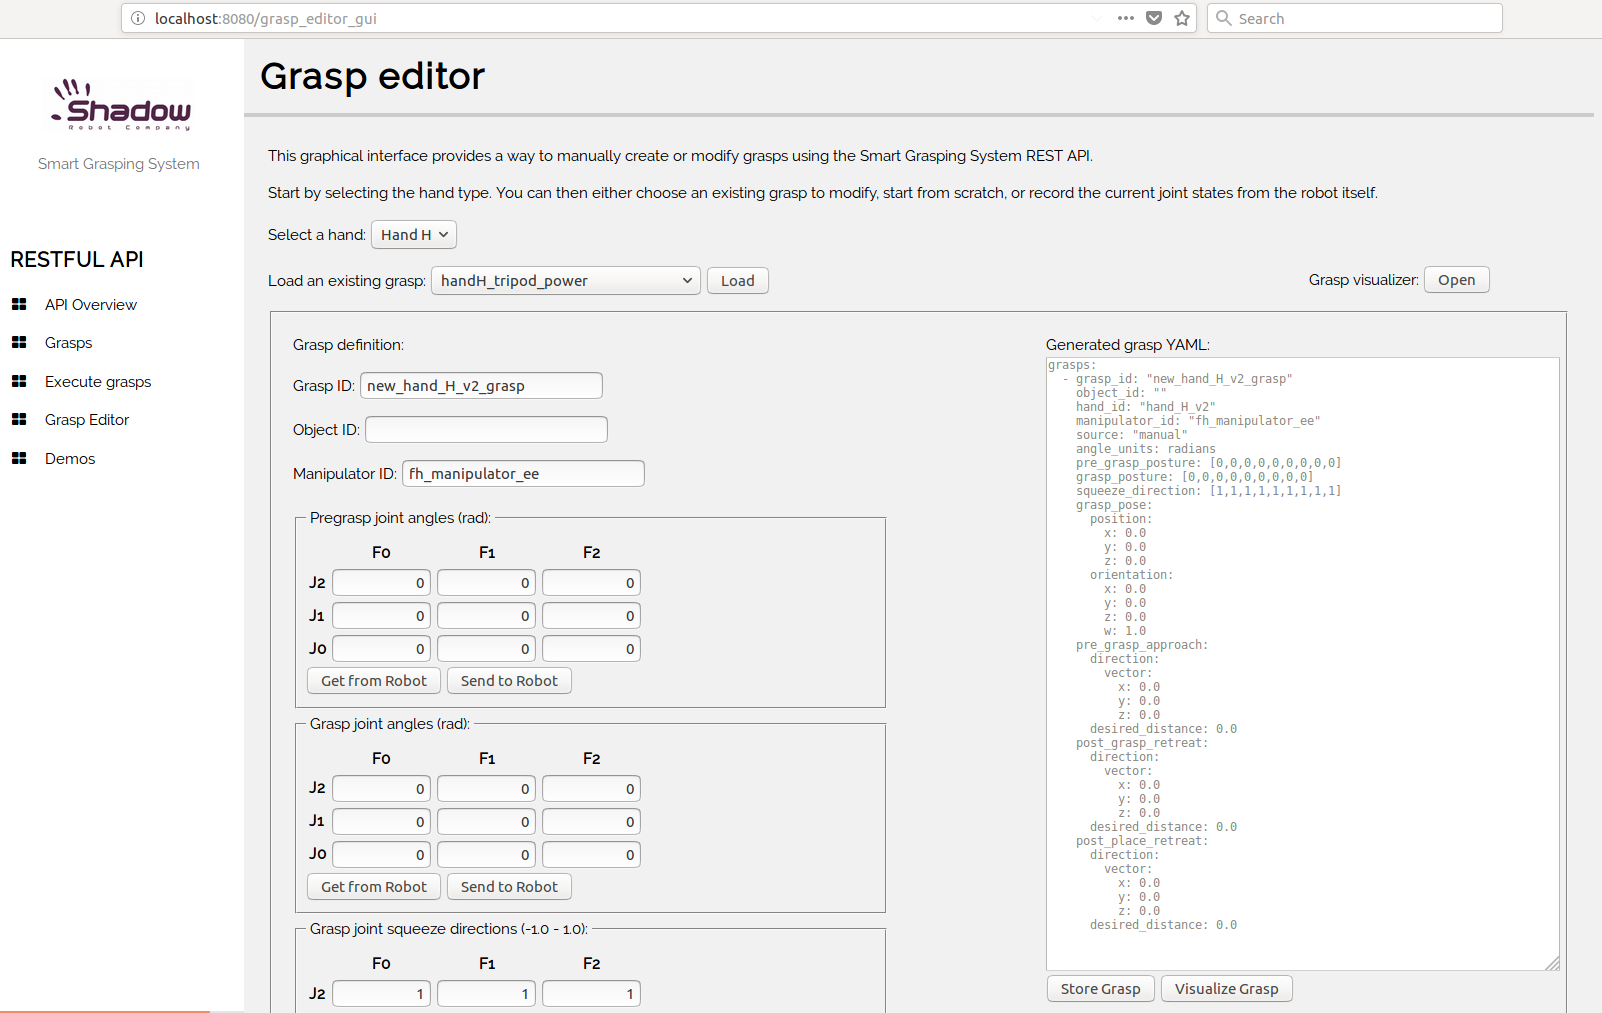 localhost:8080/grasp_editor_gui
Search
Shadow
Robot Company
Smart Grasping System
RESTFUL API
API Overview
Grasps
Execute grasps
Grasp Editor
Demos
Grasp editor
This graphical interface provides a way to manually create or modify grasps using the Smart Grasping System REST API.
Start by selecting the hand type. You can then either choose an existing grasp to modify, start from scratch, or record the current joint states from the robot itself.
Select a hand: Hand H
Load an existing grasp: handH_tripod_power Load
Grasp visualizer: Open
Grasp definition:
Grasp ID: new_hand_H_v2_grasp
Object ID:
Manipulator ID: fh_manipulator_ee
Pregrasp joint angles (rad):
F0 F1 F2
J2 0 0 0
J1 0 0 0
J0 0 0 0
Get from Robot Send to Robot
Grasp joint angles (rad):
F0 F1 F2
J2 0 0 0
J1 0 0 0
J0 0 0 0
Get from Robot Send to Robot
Grasp joint squeeze directions (-1.0 - 1.0):
F0 F1 F2
J2 1 1 1
Generated grasp YAML:
grasps:
- grasp_id: "new_hand_H_v2_grasp"
object_id: ""
hand_id: "hand_H_v2"
manipulator_id: "fh_manipulator_ee"
source: "manual"
angle_units: radians
pre_grasp_posture: [0,0,0,0,0,0,0,0,0]
grasp_posture: [0,0,0,0,0,0,0,0,0]
squeeze_direction: [1,1,1,1,1,1,1,1,1]
grasp_pose:
position:
x: 0.0
y: 0.0
z: 0.0
orientation:
x: 0.0
y: 0.0
z: 0.0
w: 1.0
pre_grasp_approach:
direction:
vector:
x: 0.0
y: 0.0
z: 0.0
desired_distance: 0.0
post_grasp_retreat:
direction:
vector:
x: 0.0
y: 0.0
z: 0.0
desired_distance: 0.0
post_place_retreat:
direction:
vector:
x: 0.0
y: 0.0
z: 0.0
desired_distance: 0.0
Store Grasp Visualize Grasp